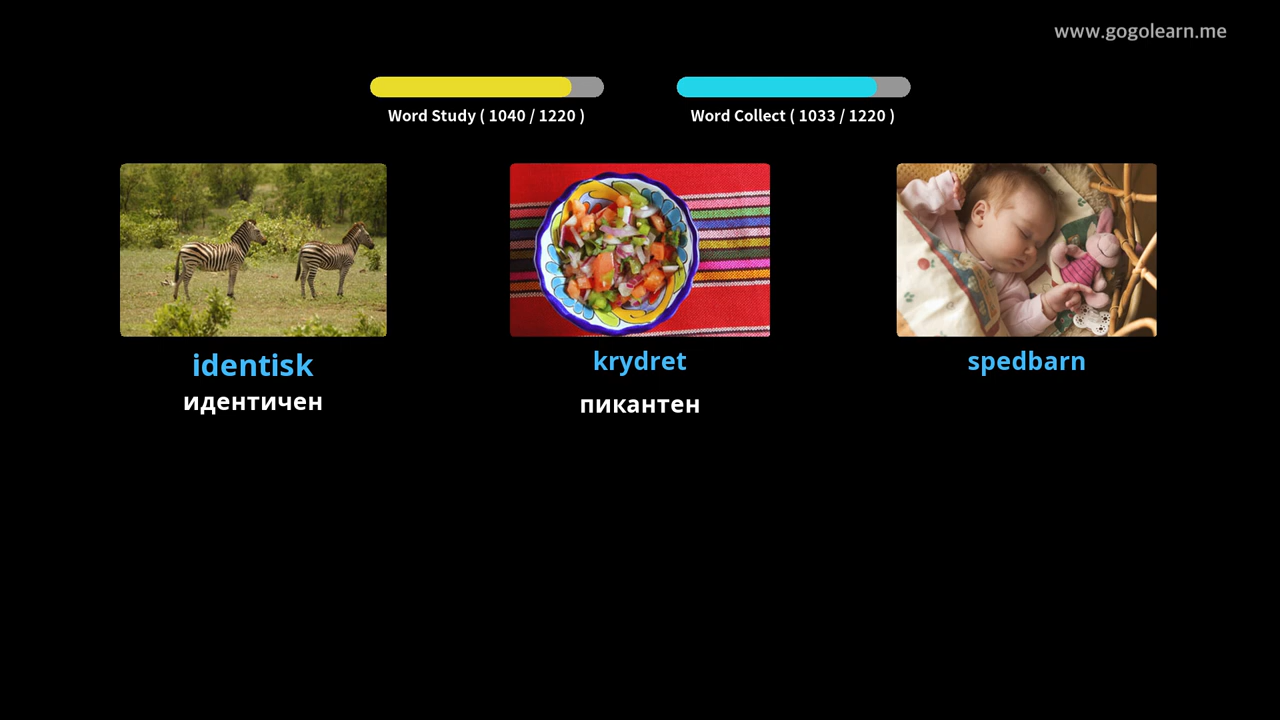 www.gogolearn.me
Word Study ( 1040 / 1220 )
Word Collect ( 1033 / 1220 )
identisk
идентичен
krydret
пикантен
spedbarn